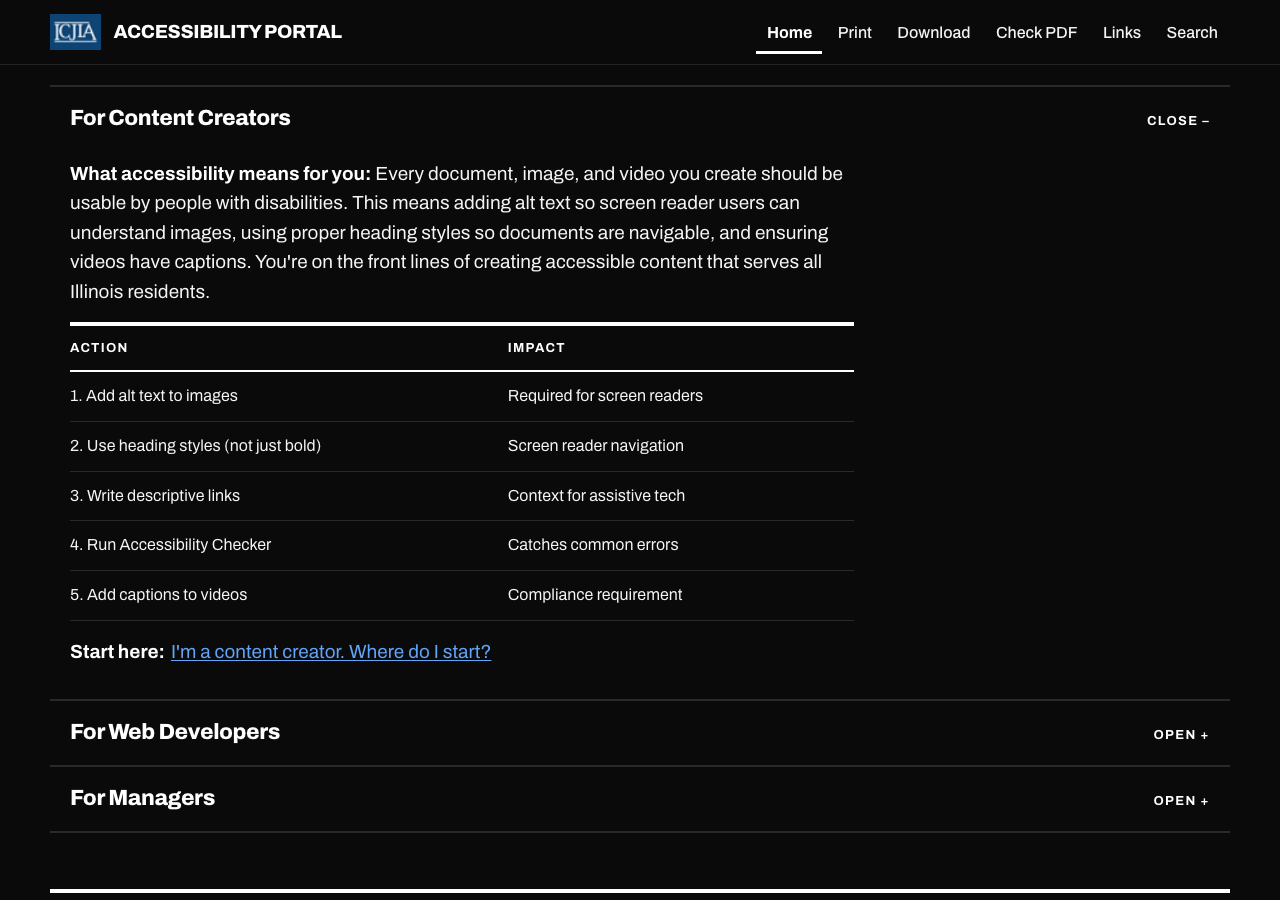 ICJIA ACCESSIBILITY PORTAL
Home Print Download Check PDF Links Search
For Content Creators
CLOSE –
What accessibility means for you: Every document, image, and video you create should be
usable by people with disabilities. This means adding alt text so screen reader users can
understand images, using proper heading styles so documents are navigable, and ensuring
videos have captions. You're on the front lines of creating accessible content that serves all
Illinois residents.
ACTION IMPACT
1. Add alt text to images Required for screen readers
2. Use heading styles (not just bold) Screen reader navigation
3. Write descriptive links Context for assistive tech
4. Run Accessibility Checker Catches common errors
5. Add captions to videos Compliance requirement
Start here: I'm a content creator. Where do I start?
For Web Developers
OPEN +
For Managers
OPEN +